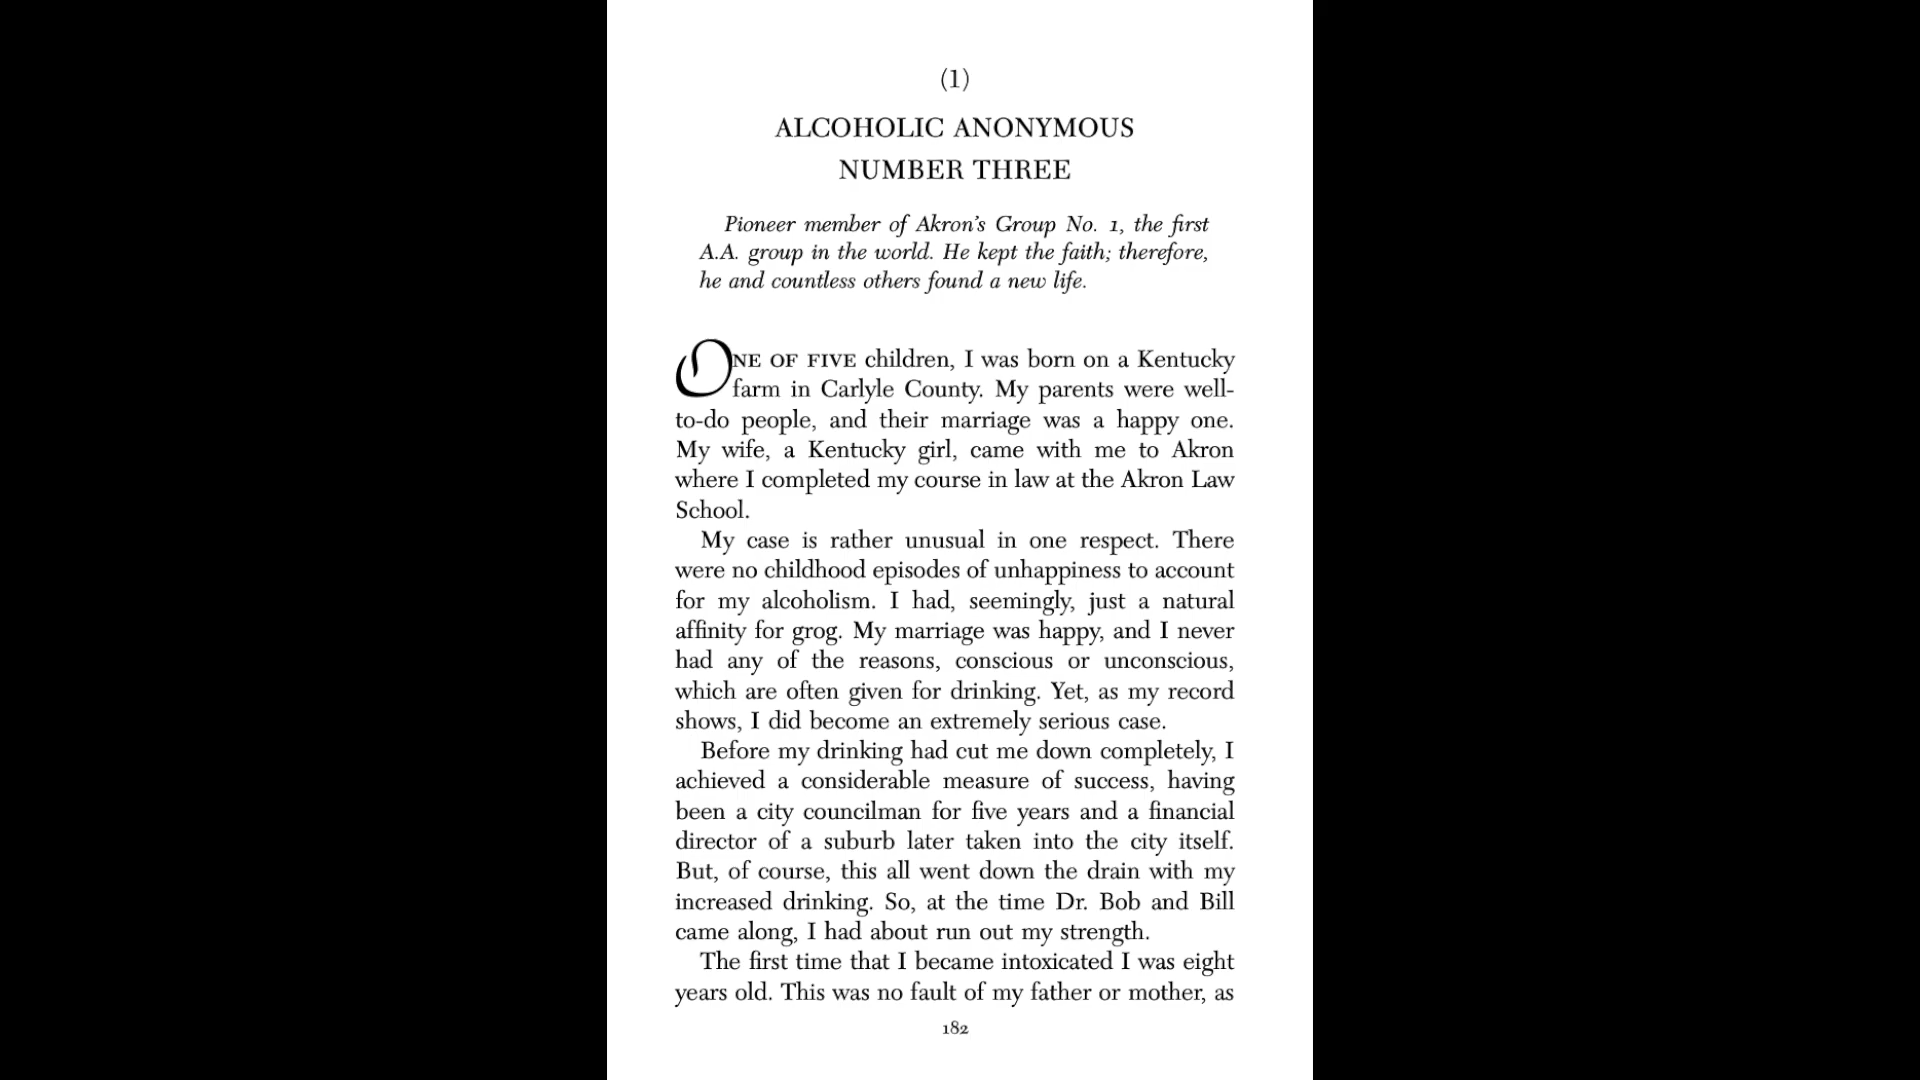 (1)
ALCOHOLIC ANONYMOUS
NUMBER THREE
Pioneer member of Akron’s Group No. 1, the first
A.A. group in the world. He kept the faith; therefore,
he and countless others found a new life.
ONE OF FIVE children, I was born on a Kentucky
farm in Carlyle County. My parents were well-
to-do people, and their marriage was a happy one.
My wife, a Kentucky girl, came with me to Akron
where I completed my course in law at the Akron Law
School.
My case is rather unusual in one respect. There
were no childhood episodes of unhappiness to account
for my alcoholism. I had, seemingly, just a natural
affinity for grog. My marriage was happy, and I never
had any of the reasons, conscious or unconscious,
which are often given for drinking. Yet, as my record
shows, I did become an extremely serious case.
Before my drinking had cut me down completely, I
achieved a considerable measure of success, having
been a city councilman for five years and a financial
director of a suburb later taken into the city itself.
But, of course, this all went down the drain with my
increased drinking. So, at the time Dr. Bob and Bill
came along, I had about run out my strength.
The first time that I became intoxicated I was eight
years old. This was no fault of my father or mother, as
182